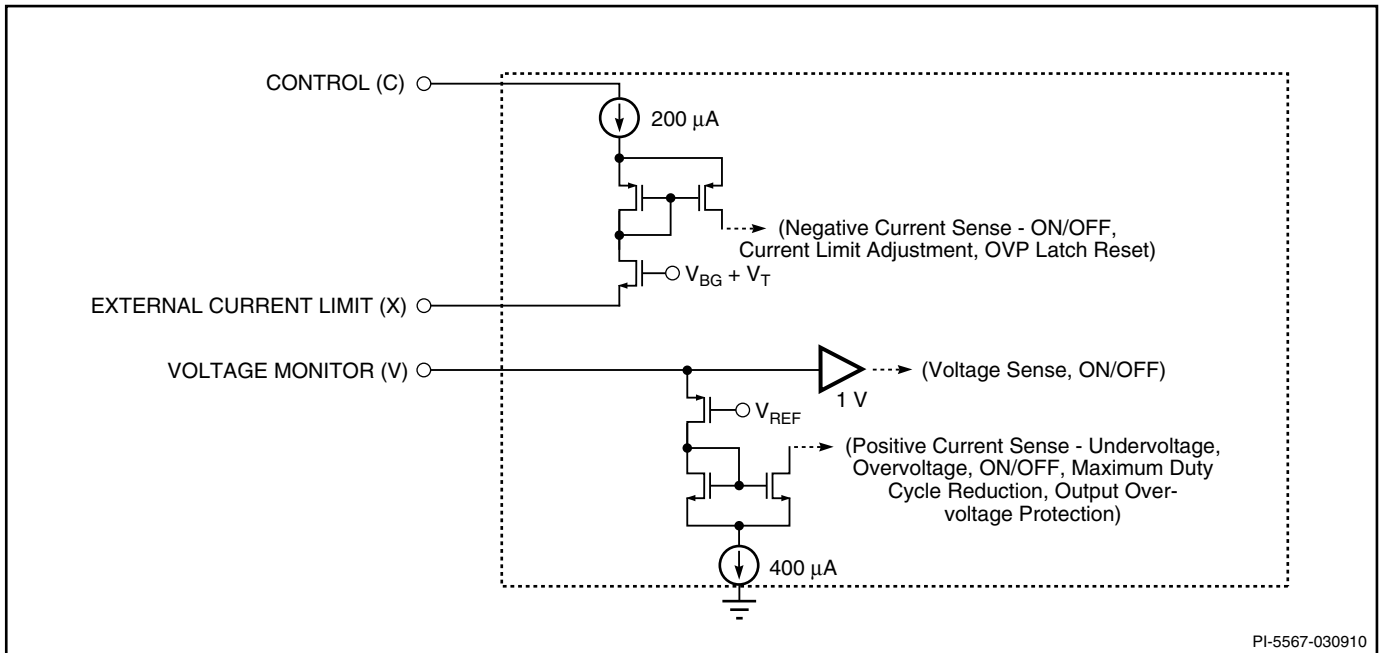 CONTROL (C)
200 μA
(Negative Current Sense - ON/OFF,
Current Limit Adjustment, OVP Latch Reset)
V_BG + V_T
EXTERNAL CURRENT LIMIT (X)
VOLTAGE MONITOR (V)
(Voltage Sense, ON/OFF)
1 V
V_REF
(Positive Current Sense - Undervoltage,
Overvoltage, ON/OFF, Maximum Duty
Cycle Reduction, Output Over-
voltage Protection)
400 μA
PI-5567-030910